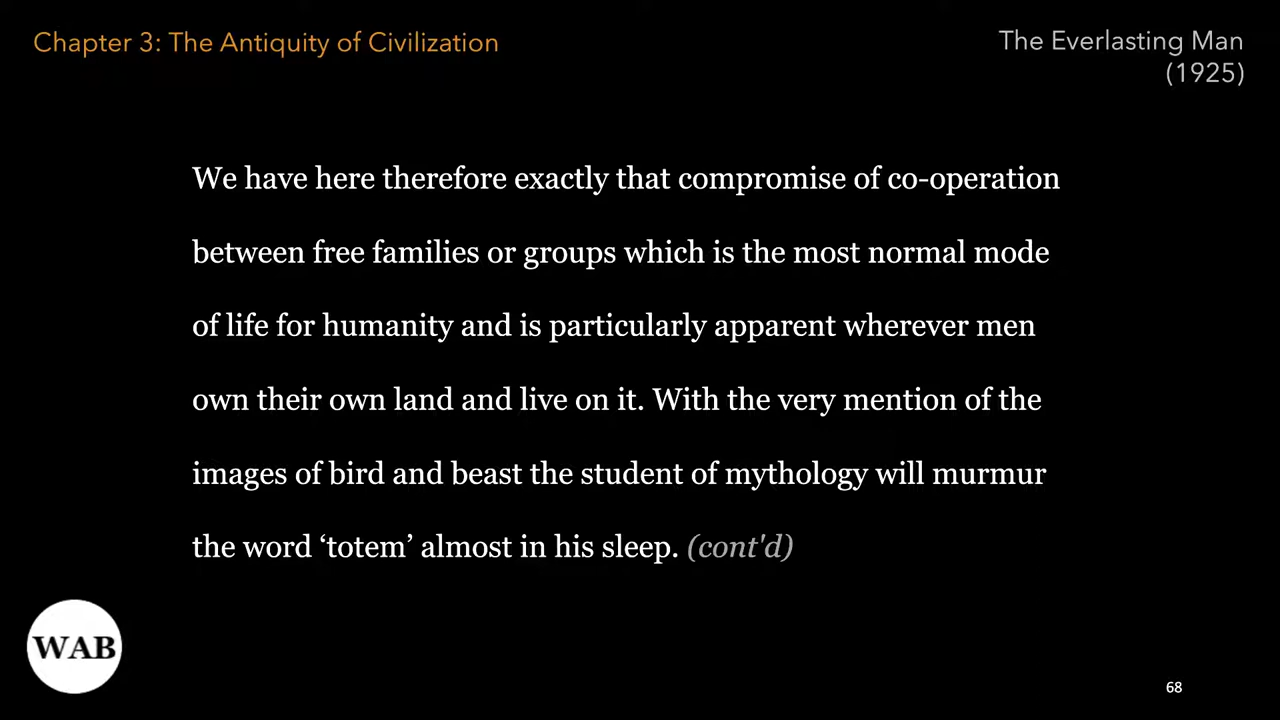 Chapter 3: The Antiquity of Civilization
The Everlasting Man
(1925)
We have here therefore exactly that compromise of co-operation
between free families or groups which is the most normal mode
of life for humanity and is particularly apparent wherever men
own their own land and live on it. With the very mention of the
images of bird and beast the student of mythology will murmur
the word ‘totem’ almost in his sleep. (cont'd)
WAB
68